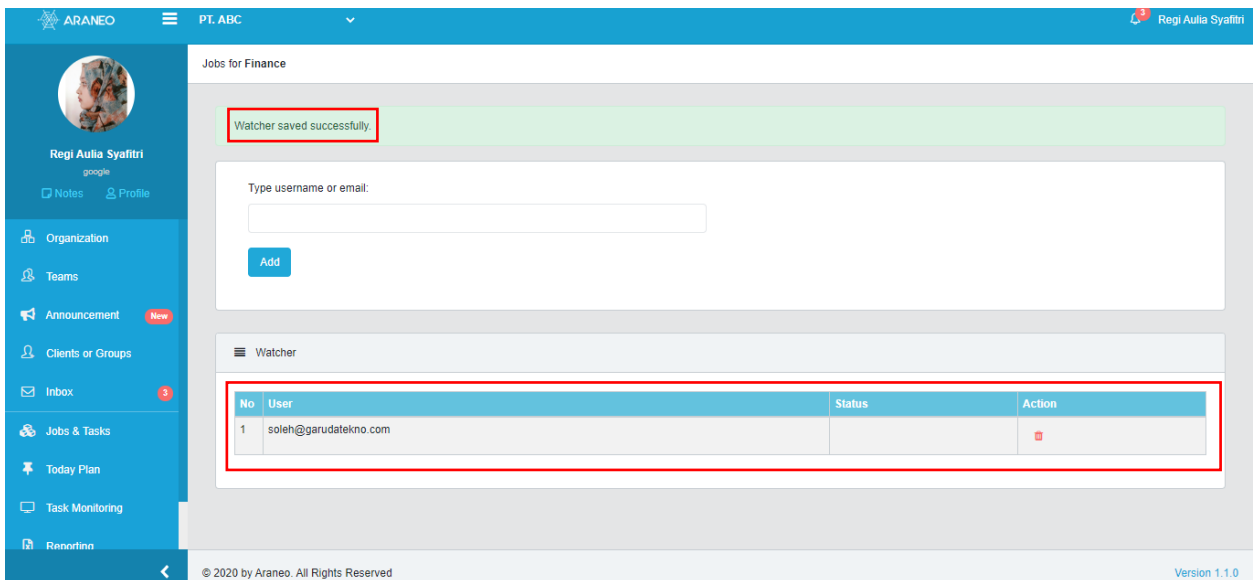 ARANEO
PT. ABC
3
Regi Aulia Syafitri
Regi Aulia Syafitri
google
Notes Profile
Organization
Teams
Announcement New
Clients or Groups
Inbox 3
Jobs & Tasks
Today Plan
Task Monitoring
Reporting
Jobs for Finance
Watcher saved successfully.
Type username or email:
Add
Watcher
No User Status Action
1 soleh@garudatekno.com
© 2020 by Araneo. All Rights Reserved
Version 1.1.0